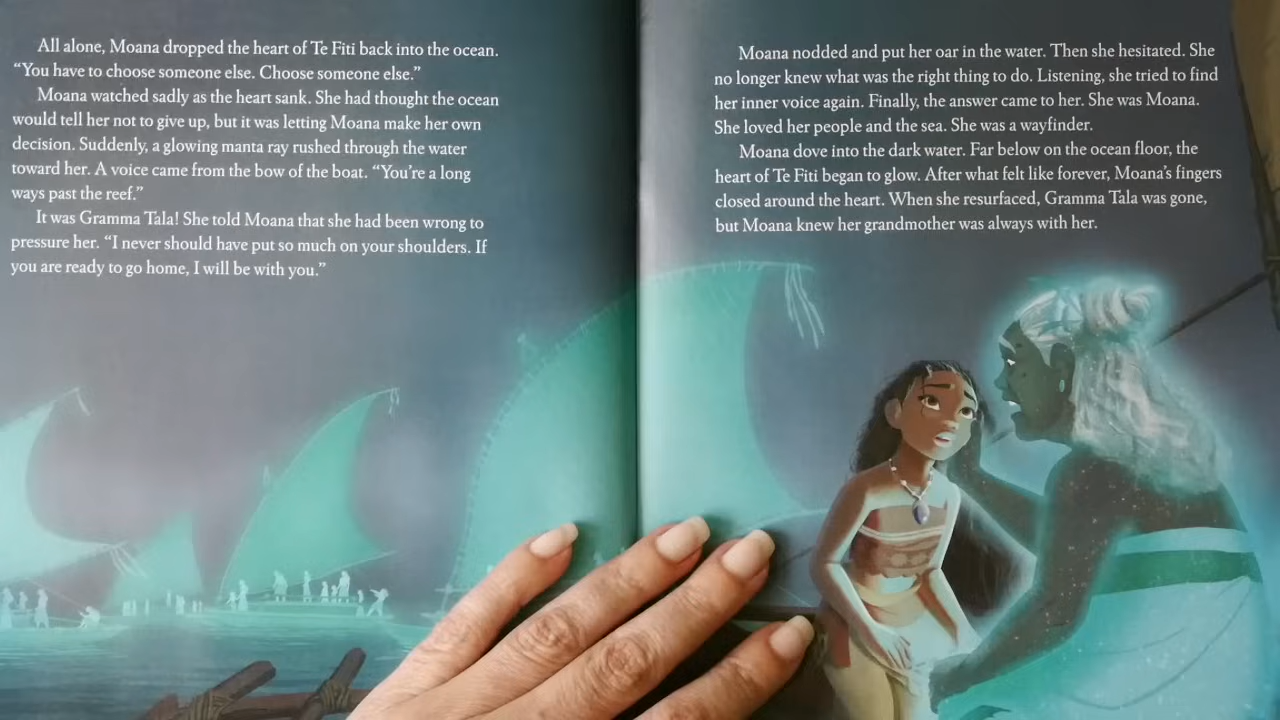 All alone, Moana dropped the heart of Te Fiti back into the ocean.
“You have to choose someone else. Choose someone else.”
Moana watched sadly as the heart sank. She had thought the ocean
would tell her not to give up, but it was letting Moana make her own
decision. Suddenly, a glowing manta ray rushed through the water
toward her. A voice came from the bow of the boat. “You’re a long
ways past the reef.”
It was Gramma Tala! She told Moana that she had been wrong to
pressure her. “I never should have put so much on your shoulders. If
you are ready to go home, I will be with you.”
Moana nodded and put her oar in the water. Then she hesitated. She
no longer knew what was the right thing to do. Listening, she tried to find
her inner voice again. Finally, the answer came to her. She was Moana.
She loved her people and the sea. She was a wayfinder.
Moana dove into the dark water. Far below on the ocean floor, the
heart of Te Fiti began to glow. After what felt like forever, Moana’s fingers
closed around the heart. When she resurfaced, Gramma Tala was gone,
but Moana knew her grandmother was always with her.